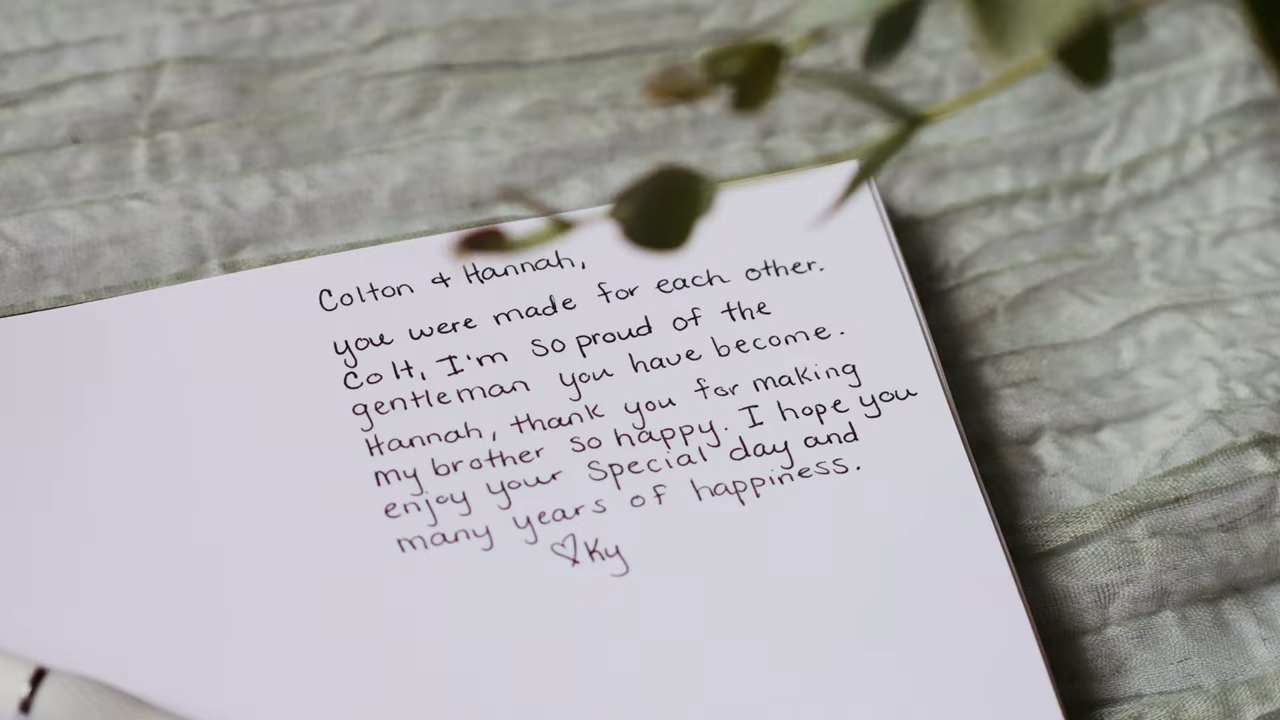 Colton & Hannah,
you were made for each other.
Colt, I'm so proud of the
gentleman you have become.
Hannah, thank you for making
my brother so happy. I hope you
enjoy your special day and
many years of happiness.
♡Ky